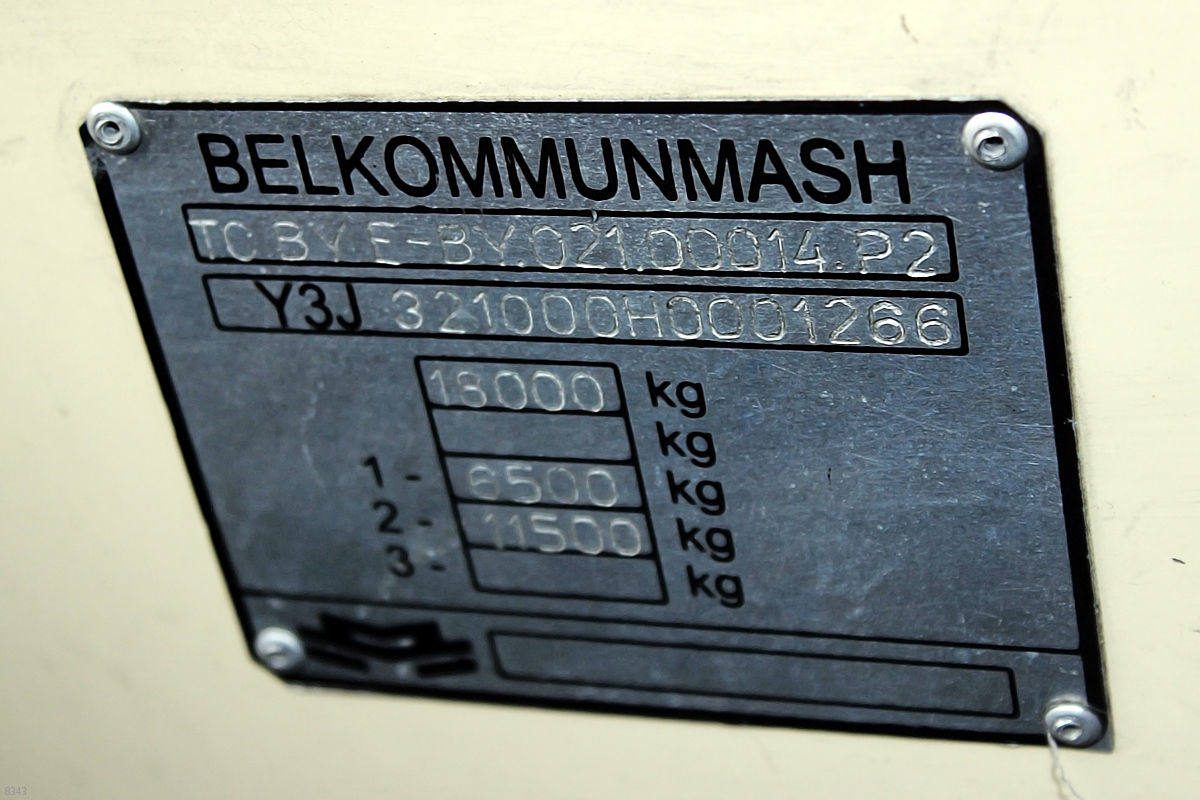 BELKOMMUNMASH
TC BY E-BY.021.00014.P2
Y3J 321000H0001266
18000 kg
kg
1 - 6500 kg
2 - 11500 kg
3 - kg
8343